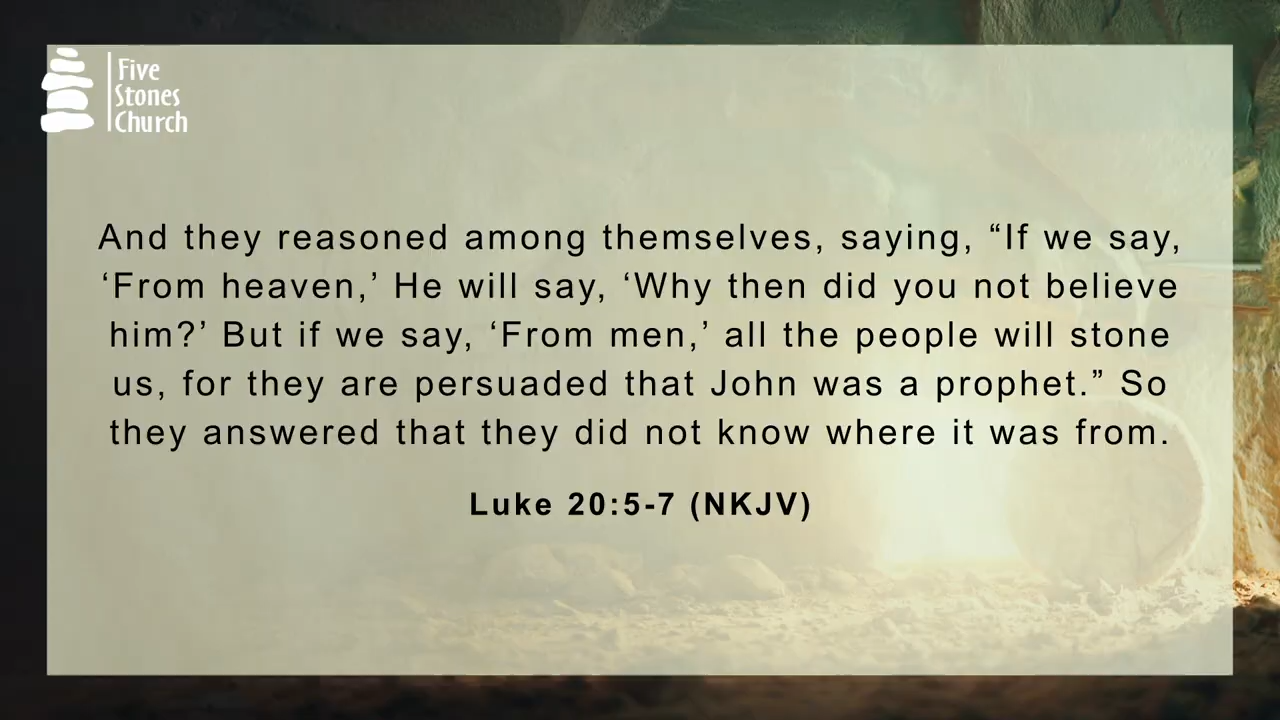 Five
Stones
Church
And they reasoned among themselves, saying, “If we say,
‘From heaven,’ He will say, ‘Why then did you not believe
him?’ But if we say, ‘From men,’ all the people will stone
us, for they are persuaded that John was a prophet.” So
they answered that they did not know where it was from.
Luke 20:5-7 (NKJV)